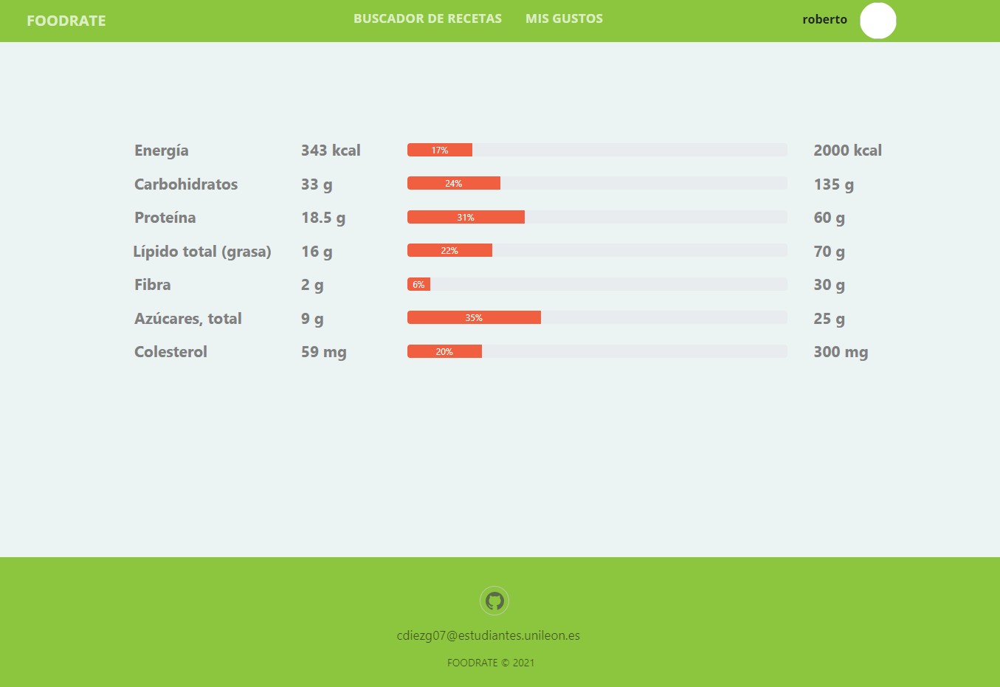 FOODRATE BUSCADOR DE RECETAS MIS GUSTOS roberto
Energía 343 kcal 17% 2000 kcal
Carbohidratos 33 g 24% 135 g
Proteína 18.5 g 31% 60 g
Lípido total (grasa) 16 g 22% 70 g
Fibra 2 g 6% 30 g
Azúcares, total 9 g 35% 25 g
Colesterol 59 mg 20% 300 mg
cdiezg07@estudiantes.unileon.es
FOODRATE © 2021